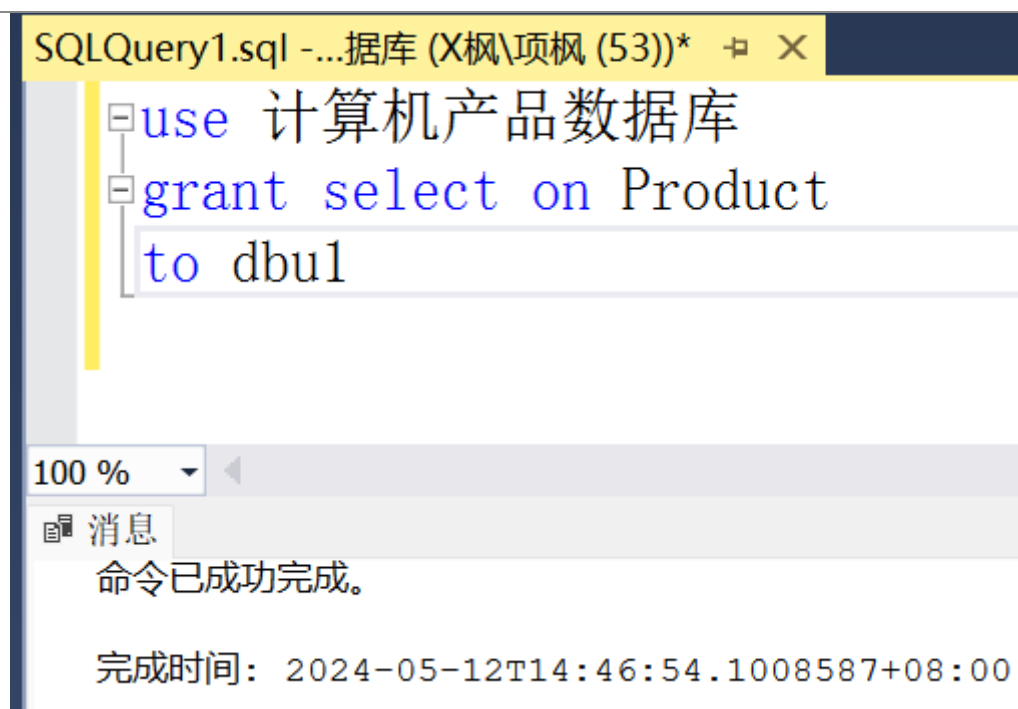 SQLQuery1.sql -...据库 (X枫\项枫 (53))*
use 计算机产品数据库
grant select on Product
to dbu1
100 %
消息
命令已成功完成。
完成时间: 2024-05-12T14:46:54.1008587+08:00